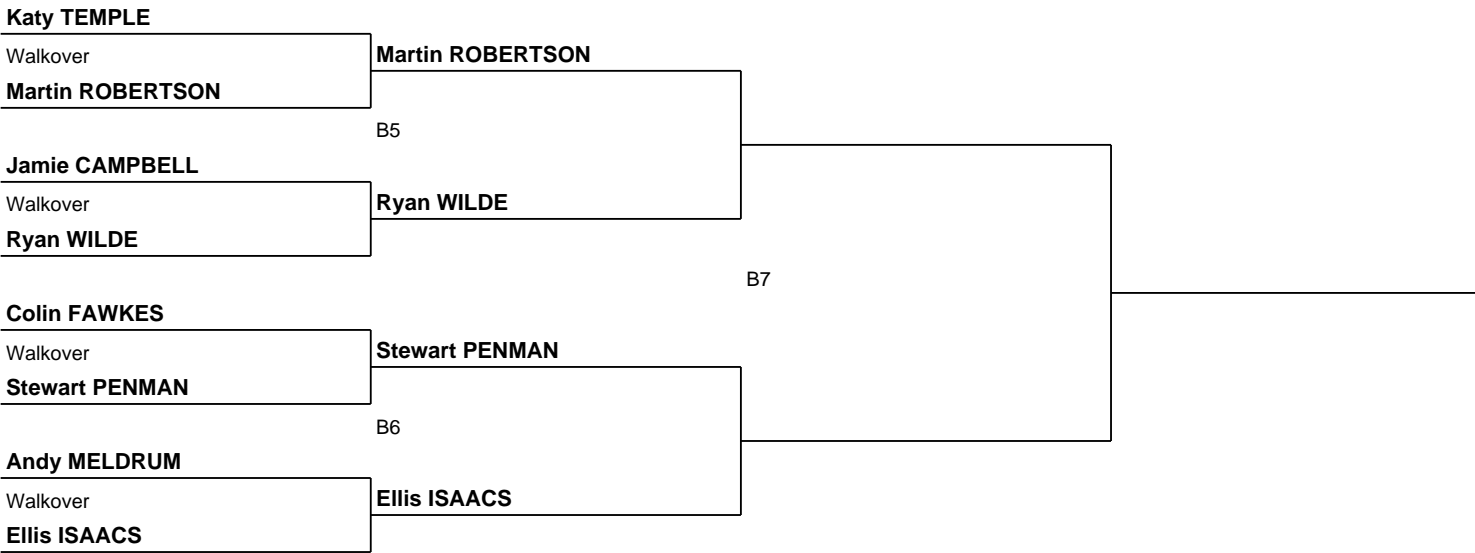 Katy TEMPLE
Walkover
Martin ROBERTSON
Martin ROBERTSON
B5
Jamie CAMPBELL
Walkover
Ryan WILDE
Ryan WILDE
B7
Colin FAWKES
Walkover
Stewart PENMAN
Stewart PENMAN
B6
Andy MELDRUM
Walkover
Ellis ISAACS
Ellis ISAACS